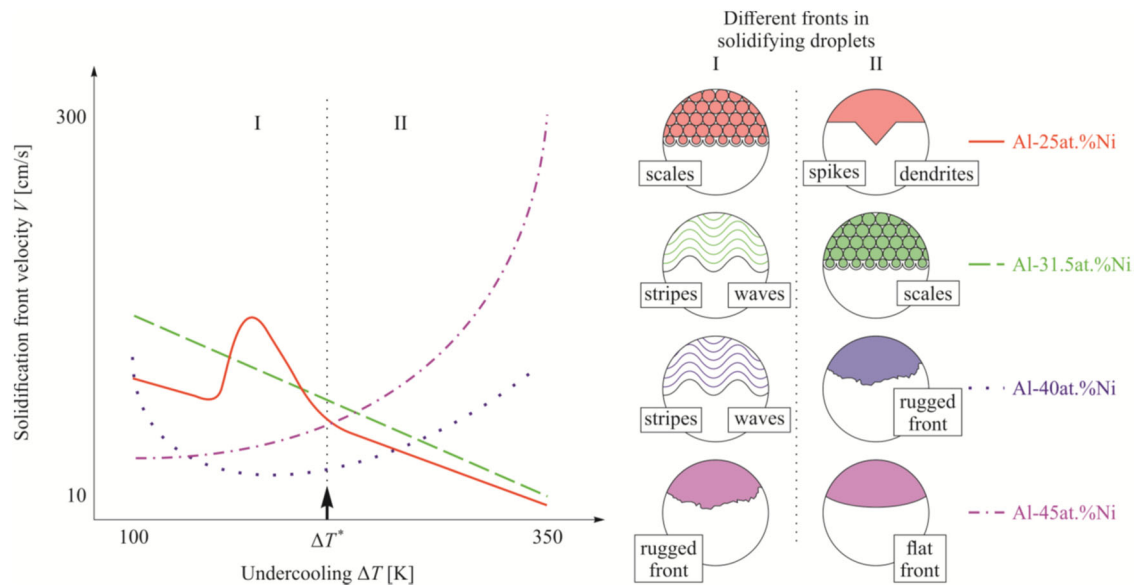 Different fronts in
solidifying droplets
I
II
300
I
II
Solidification front velocity V [cm/s]
10
100
ΔT*
350
Undercooling ΔT [K]
scales
spikes
dendrites
Al-25at.%Ni
stripes
waves
scales
Al-31.5at.%Ni
stripes
waves
rugged
front
Al-40at.%Ni
rugged
front
flat
front
Al-45at.%Ni